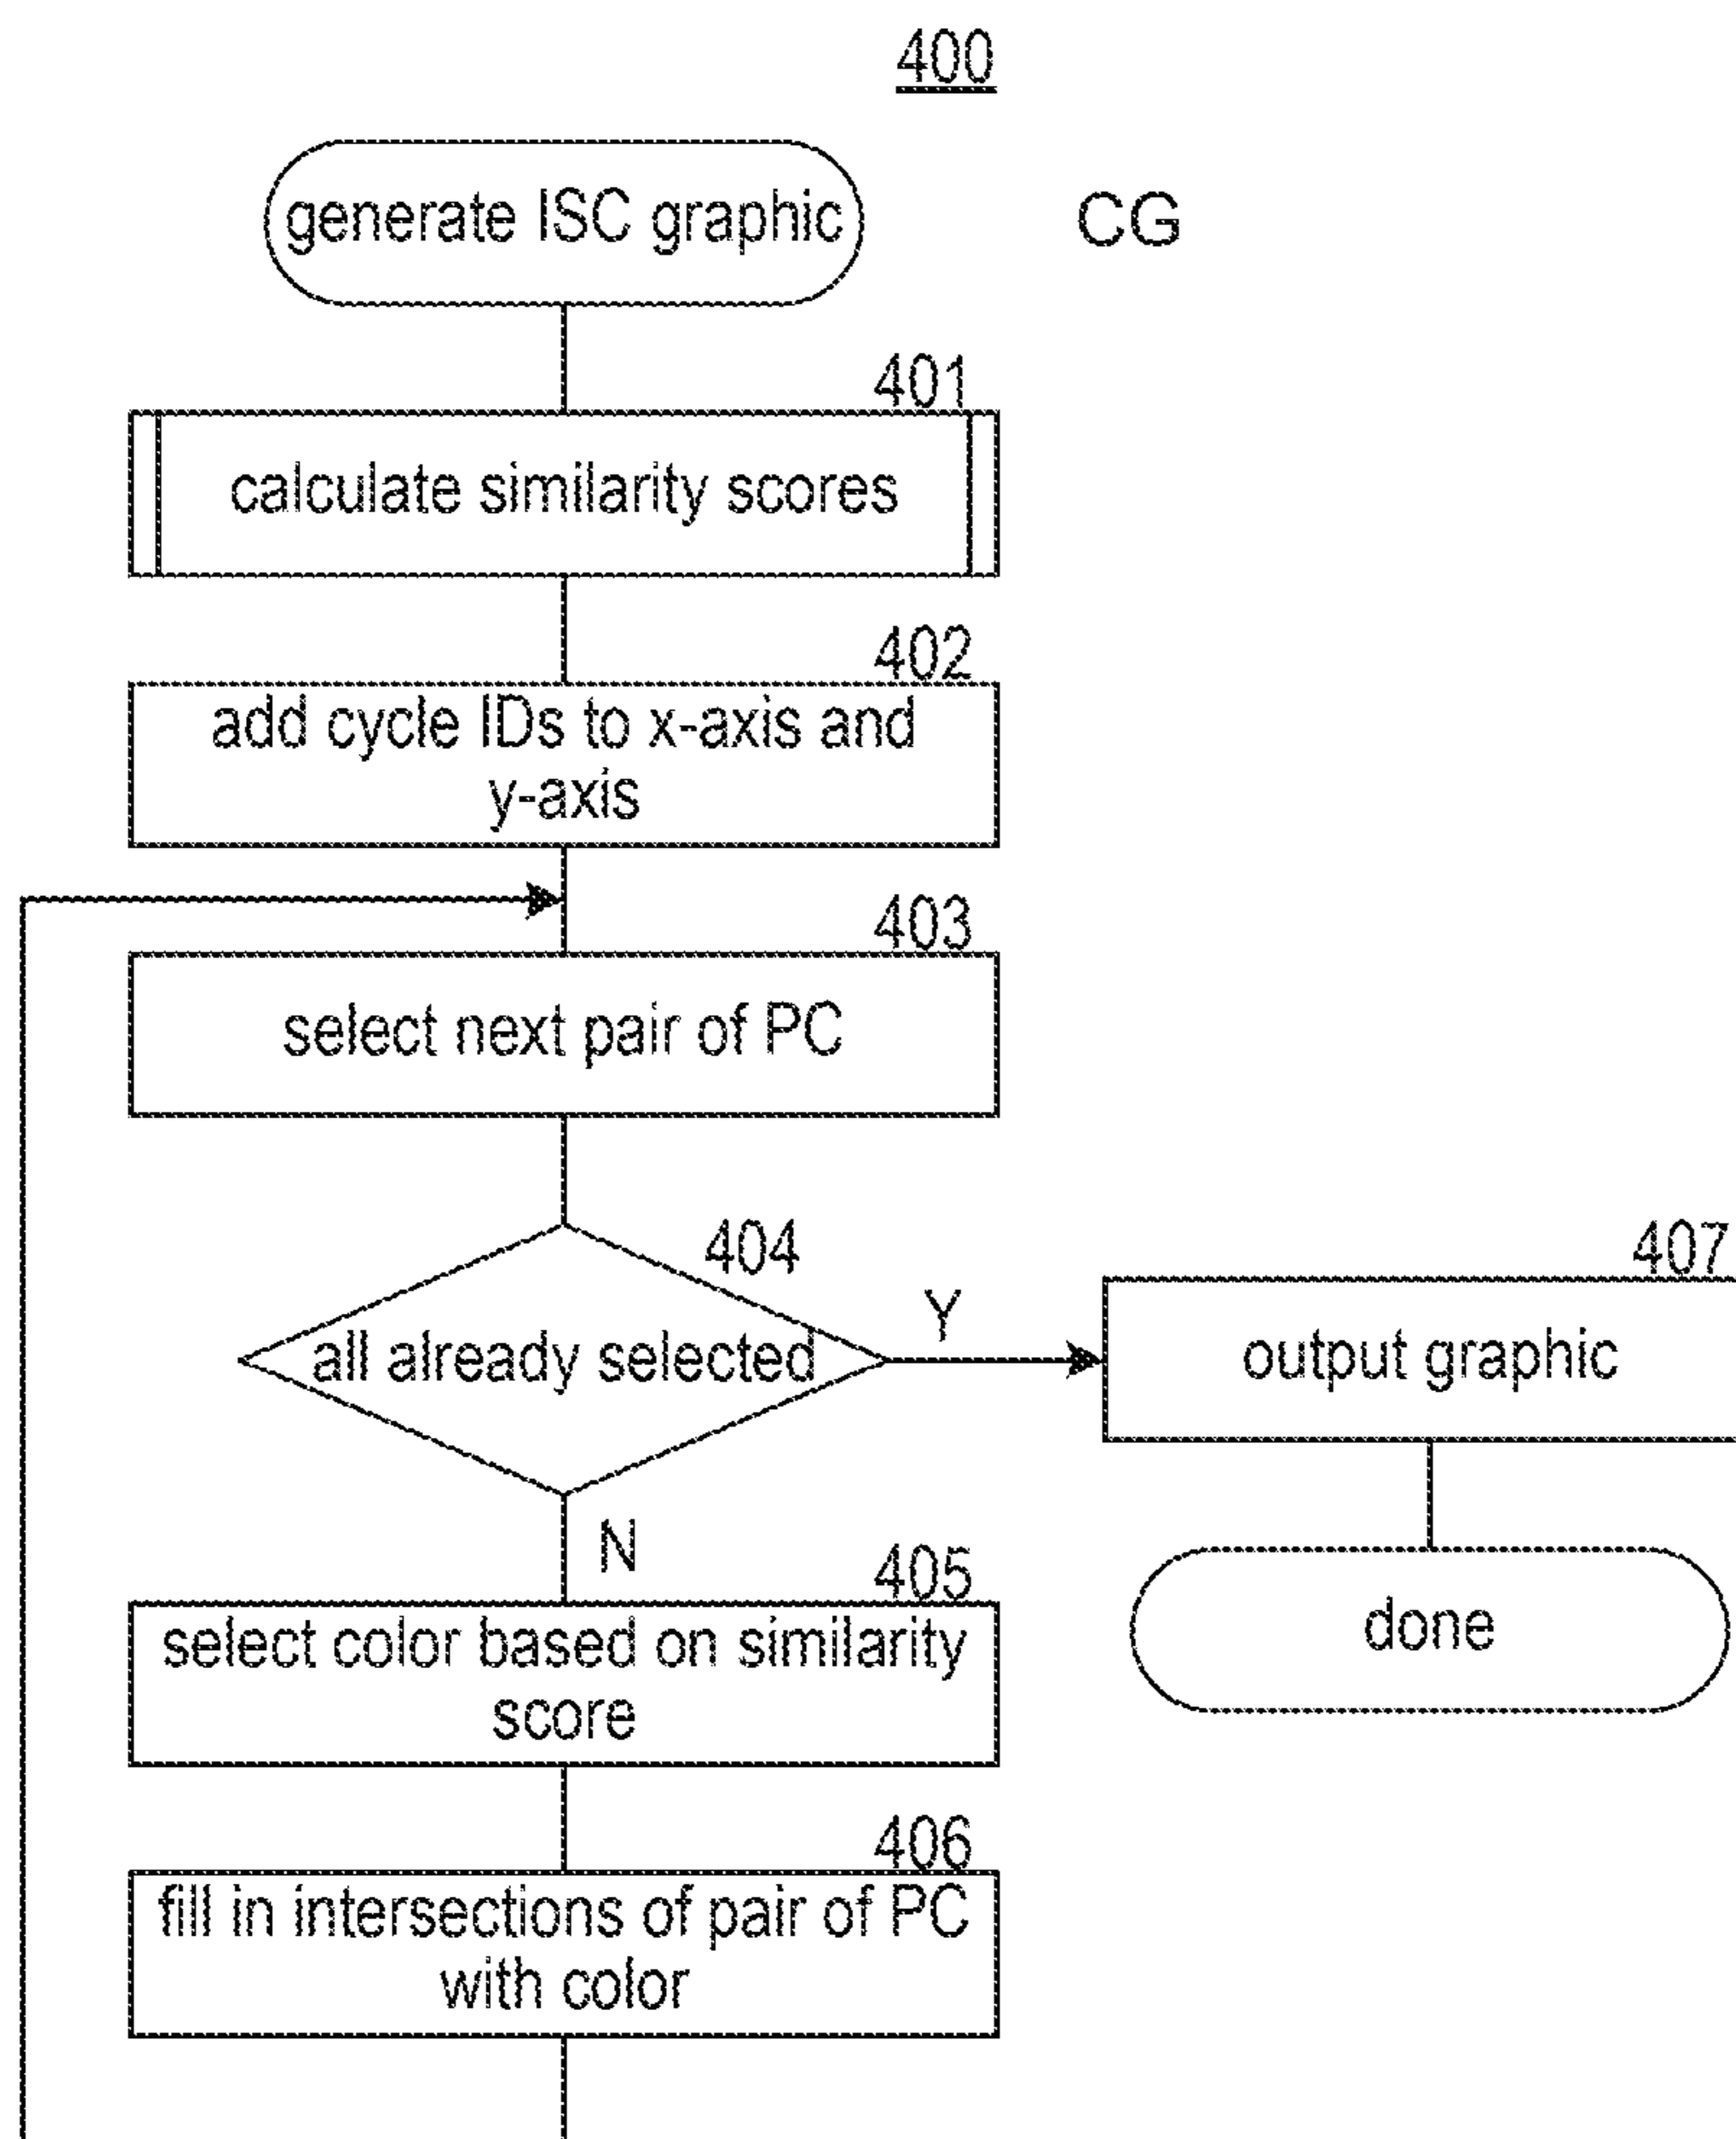 400
generate ISC graphic
CG
401
calculate similarity scores
402
add cycle IDs to x-axis and
y-axis
403
select next pair of PC
404
all already selected
Y
407
output graphic
N
405
select color based on similarity
score
done
406
fill in intersections of pair of PC
with color